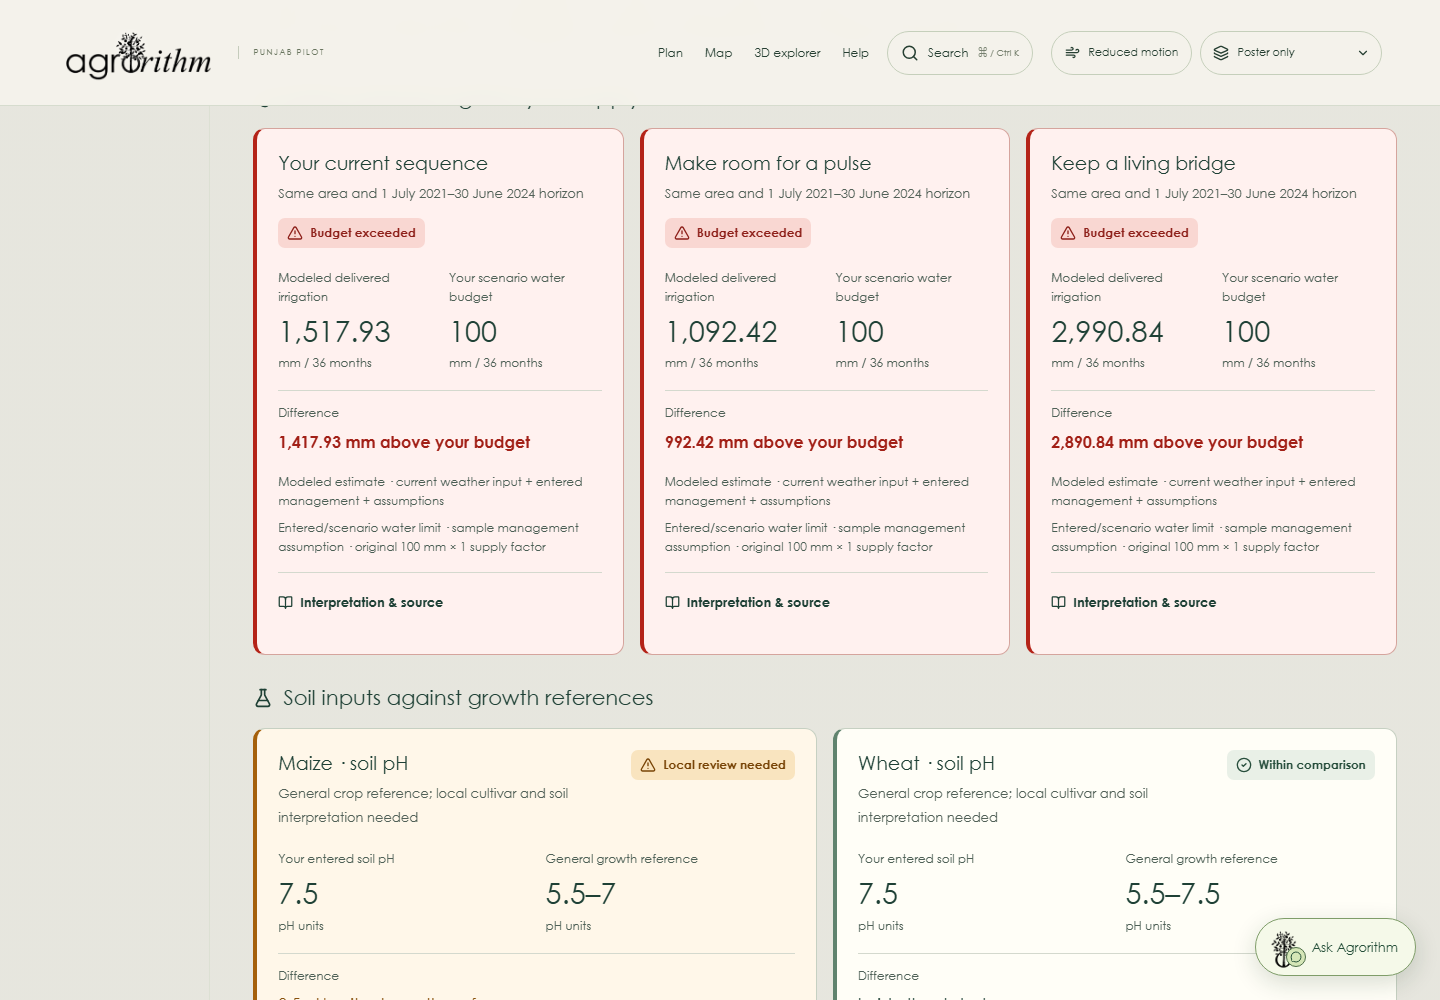 agrorithm
PUNJAB PILOT
Plan
Map
3D explorer
Help
Search ⌘ / Ctrl K
Reduced motion
Poster only
Your current sequence
Same area and 1 July 2021–30 June 2024 horizon
Budget exceeded
Modeled delivered
irrigation
Your scenario water
budget
1,517.93
100
mm / 36 months
mm / 36 months
Difference
1,417.93 mm above your budget
Modeled estimate · current weather input + entered
management + assumptions
Entered/scenario water limit · sample management
assumption · original 100 mm × 1 supply factor
Interpretation & source
Make room for a pulse
Same area and 1 July 2021–30 June 2024 horizon
Budget exceeded
Modeled delivered
irrigation
Your scenario water
budget
1,092.42
100
mm / 36 months
mm / 36 months
Difference
992.42 mm above your budget
Modeled estimate · current weather input + entered
management + assumptions
Entered/scenario water limit · sample management
assumption · original 100 mm × 1 supply factor
Interpretation & source
Keep a living bridge
Same area and 1 July 2021–30 June 2024 horizon
Budget exceeded
Modeled delivered
irrigation
Your scenario water
budget
2,990.84
100
mm / 36 months
mm / 36 months
Difference
2,890.84 mm above your budget
Modeled estimate · current weather input + entered
management + assumptions
Entered/scenario water limit · sample management
assumption · original 100 mm × 1 supply factor
Interpretation & source
Soil inputs against growth references
Maize · soil pH
Local review needed
General crop reference; local cultivar and soil
interpretation needed
Your entered soil pH
General growth reference
7.5
5.5–7
pH units
pH units
Difference
Wheat · soil pH
Within comparison
General crop reference; local cultivar and soil
interpretation needed
Your entered soil pH
General growth reference
7.5
5.5–7.5
pH units
pH units
Difference
Ask Agrorithm